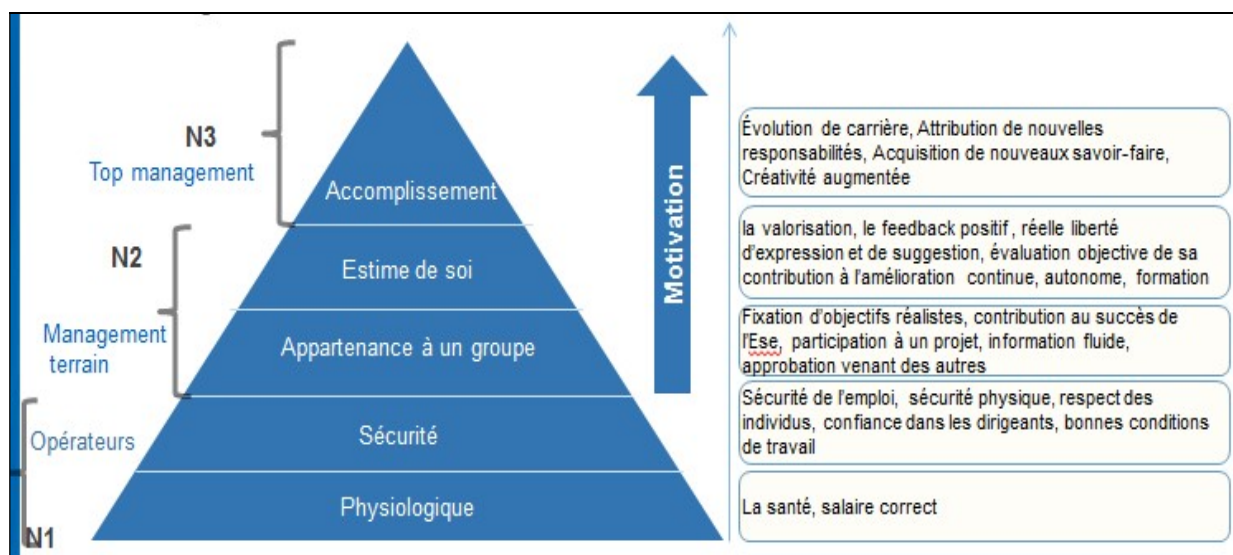 N3
Top management
N2
Management
terrain
Opérateurs
N1
Accomplissement
Estime de soi
Appartenance à un groupe
Sécurité
Physiologique
Motivation
Évolution de carrière, Attribution de nouvelles
responsabilités, Acquisition de nouveaux savoir-faire,
Créativité augmentée
la valorisation, le feedback positif , réelle liberté
d'expression et de suggestion, évaluation objective de sa
contribution à l'amélioration continue, autonome, formation
Fixation d'objectifs réalistes, contribution au succès de
l'Ese, participation à un projet, information fluide,
approbation venant des autres
Sécurité de l'emploi, sécurité physique, respect des
individus, confiance dans les dirigeants, bonnes conditions
de travail
La santé, salaire correct